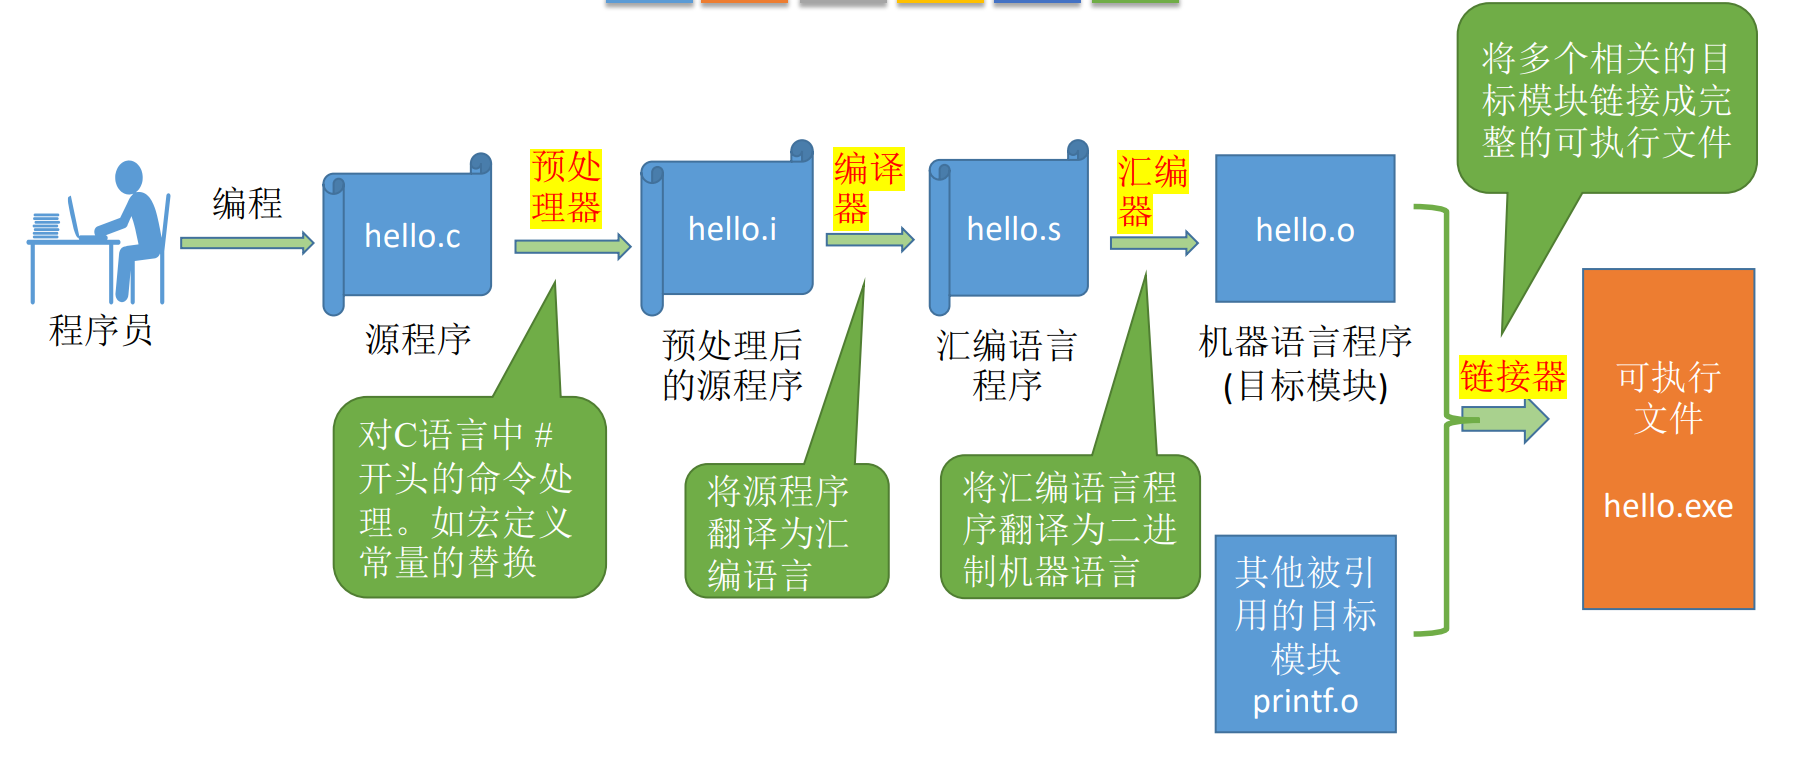 将多个相关的目
标模块链接成完
整的可执行文件
编程
hello.c
预处
理器
hello.i
编译
器
hello.s
汇编
器
hello.o
程序员
源程序
预处理后
的源程序
汇编语言
程序
机器语言程序
(目标模块)
链接器
可执行
文件
hello.exe
对C语言中 #
开头的命令处
理。如宏定义
常量的替换
将源程序
翻译为汇
编语言
将汇编语言程
序翻译为二进
制机器语言
其他被引
用的目标
模块
printf.o